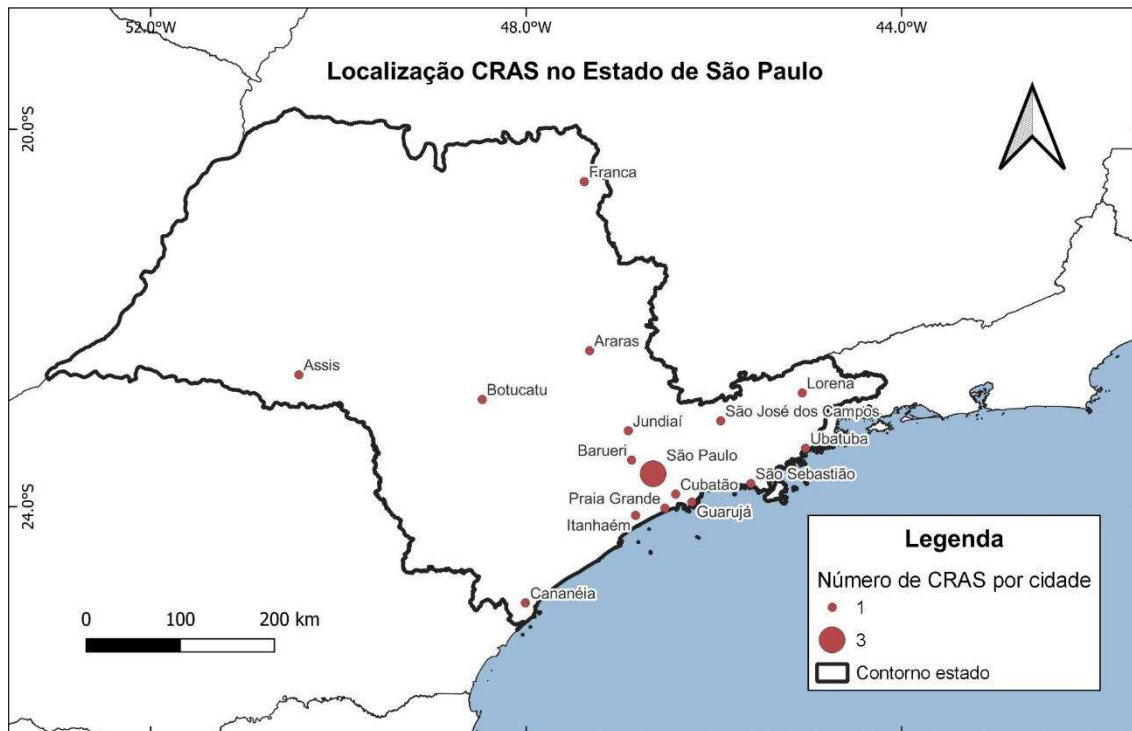 52.0°W
48.0°W
44.0°W
Localização CRAS no Estado de São Paulo
20.0°S
Franca
Araras
Assis
Lorena
Botucatu
São José dos Campos
Jundiaí
Ubatuba
Barueri
São Paulo
São Sebastião
Cubatão
Praia Grande
24.0°S
Guarujá
Itanhaém
Legenda
Número de CRAS por cidade
Cananéia
1
0 100 200 km
3
Contorno estado